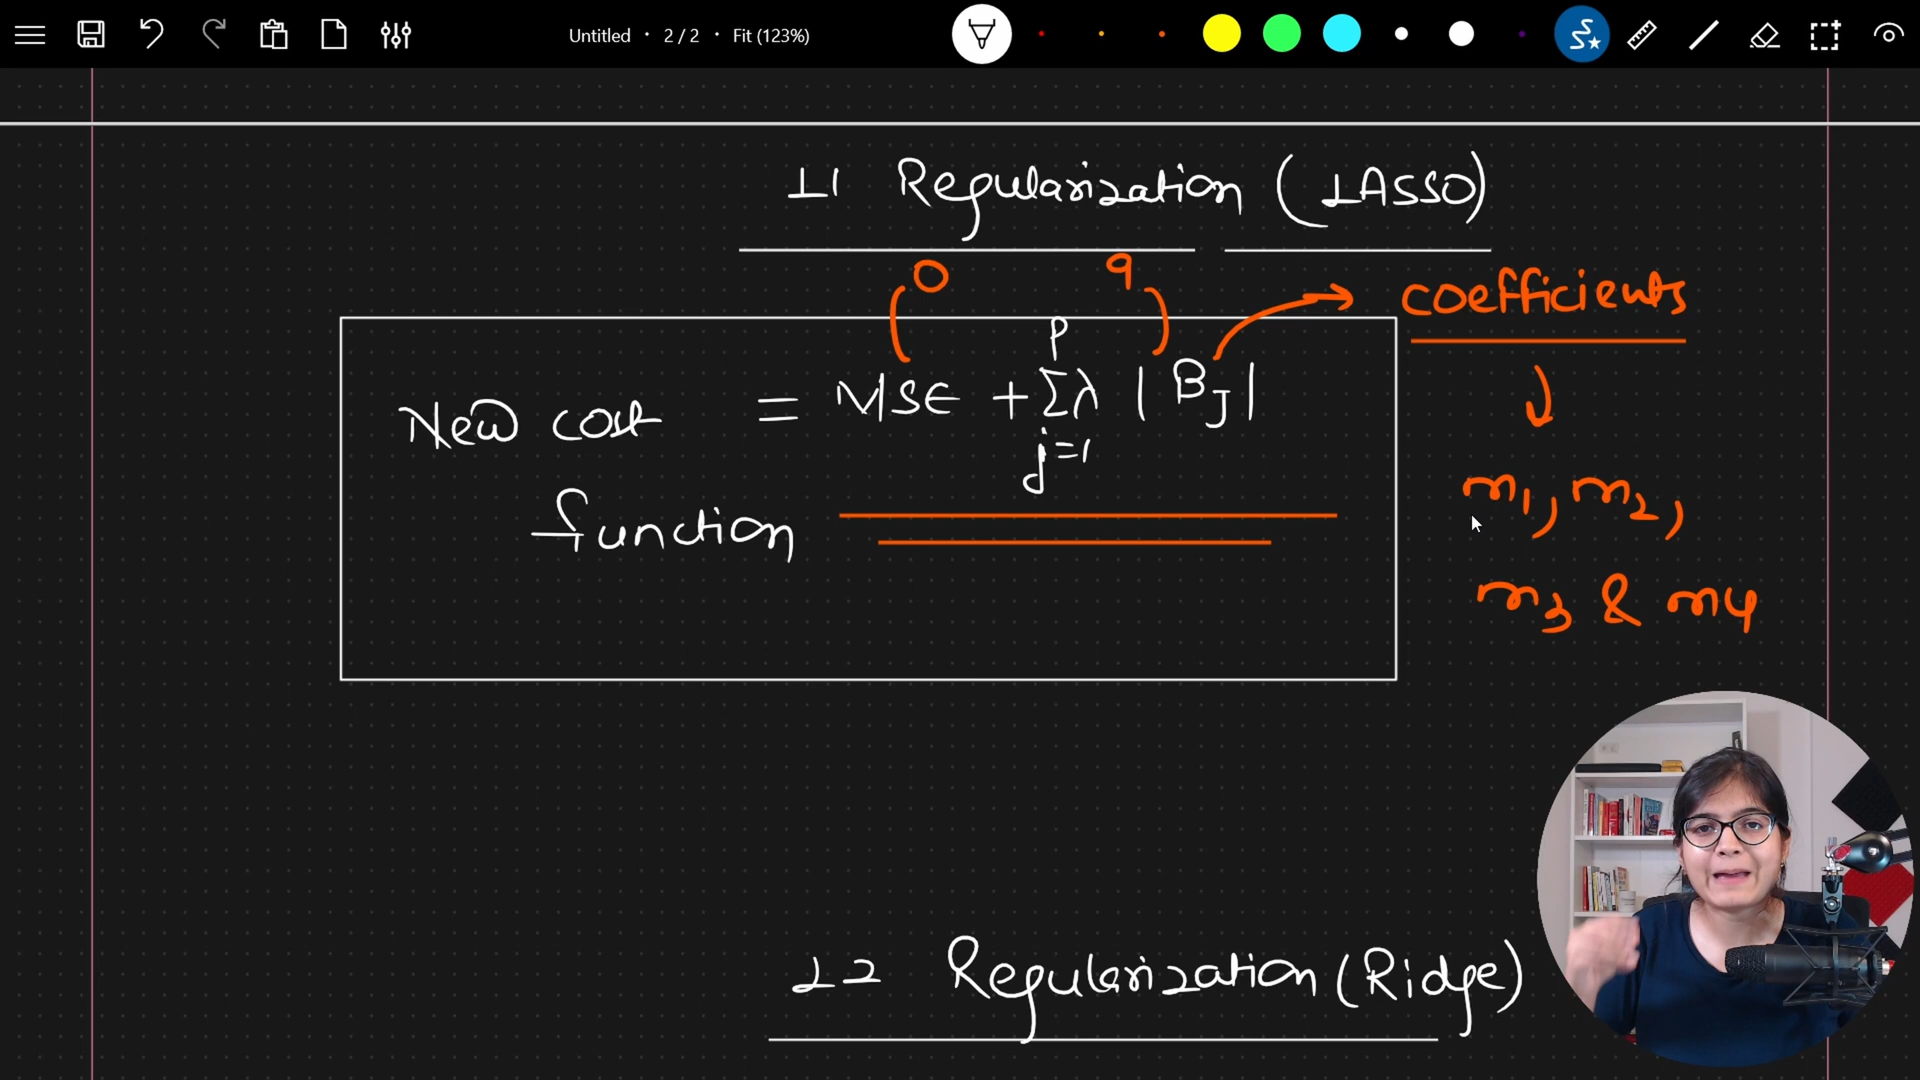 Untitled • 2 / 2 • Fit (123%)
L1 Regularization (LASSO)
0 9
coefficients
New cost function = MSE + p Σλ j=1 |BJ|
m1, m2,
m3 & m4
L2 Regularization (Ridge)